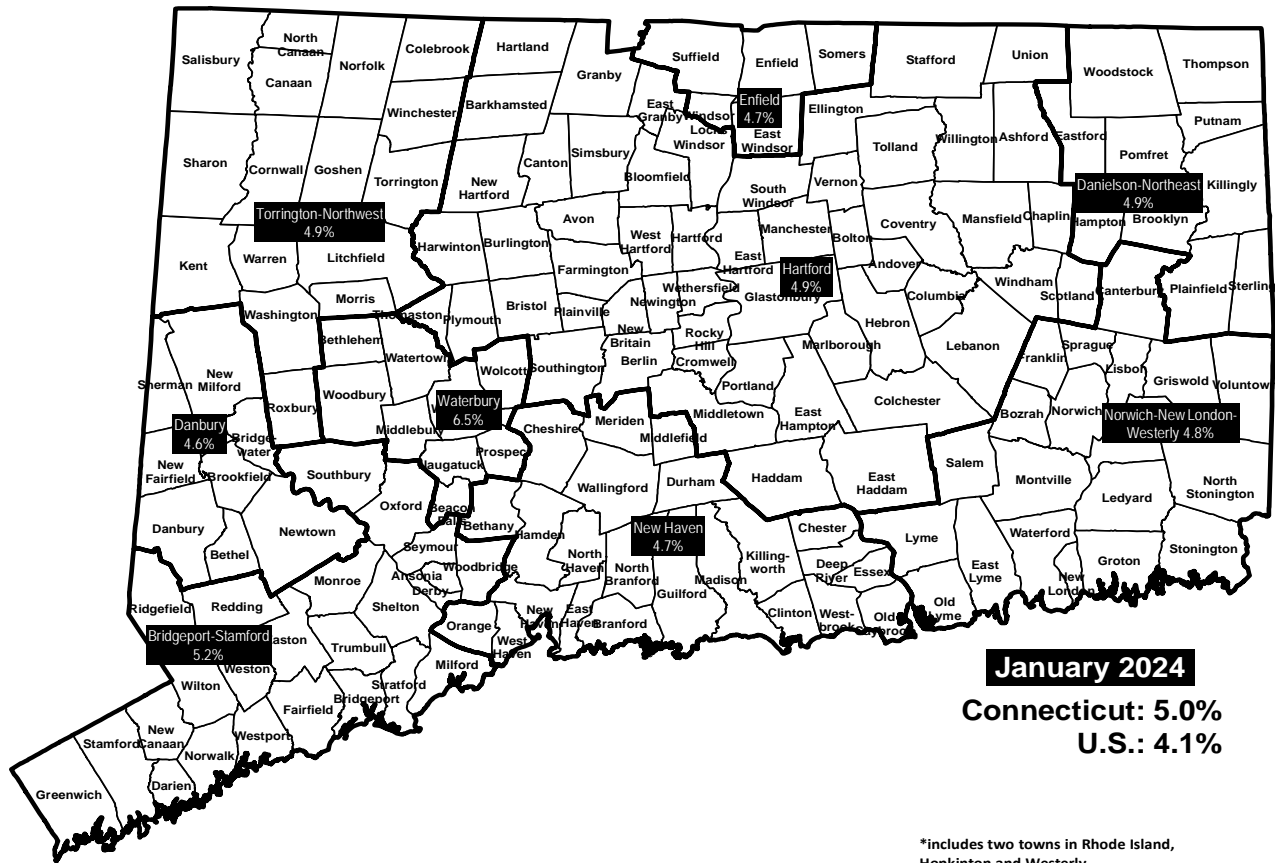 North
Canaan
Salisbury
Colebrook
Hartland
Norfolk
Canaan
Granby
Suffield
Enfield
Somers
Stafford
Union
Woodstock
Thompson
Winchester
Barkhamsted
East
Granby
Windsor
Locks
Enfield
4.7%
East
Windsor
Ellington
Willington
Ashford
Eastford
Putnam
Pomfret
Sharon
Cornwall
Goshen
Torrington
New
Hartford
Canton
Simsbury
Bloomfield
Windsor
South
Windsor
Vernon
Tolland
Mansfield
Chaplin
Danielson-Northeast
4.9%
Killingly
Hampton
Brooklyn
Torrington-Northwest
4.9%
Kent
Warren
Litchfield
Harwinton
Burlington
Avon
West
Hartford
Hartford
Manchester
East
Hartford
Bolton
Coventry
Andover
Farmington
Wethersfield
Hartford
4.9%
Glastonbury
Columbia
Windham
Scotland
Canterbury
Plainfield
Sterling
Washington
Morris
Thomaston
Plymouth
Bristol
Plainville
Newington
New
Britain
Berlin
Rocky
Hill
Cromwell
Marlborough
Hebron
Lebanon
Franklin
Sprague
Lisbon
Griswold
Voluntown
Bethlehem
Watertown
Wolcott
Southington
Sherman
New
Milford
Roxbury
Woodbury
Waterbury
6.5%
Middlebury
Portland
Middletown
East
Hampton
Colchester
Bozrah
Norwich
Norwich-New London-
Westerly 4.8%
Danbury
4.6%
Bridge-
water
New
Fairfield
Brookfield
Southbury
Naugatuck
Prospect
Cheshire
Meriden
Middlefield
Haddam
East
Haddam
Salem
Montville
Ledyard
North
Stonington
Danbury
Bethel
Newtown
Oxford
Beacon
Falls
Bethany
Wallingford
Durham
Hamden
Seymour
Woodbridge
Ansonia
Derby
North
Haven
New Haven
4.7%
North
Branford
Guilford
Madison
Killing-
worth
Chester
Deep
River
Essex
Lyme
East
Lyme
Waterford
New
London
Groton
Stonington
Ridgefield
Redding
Monroe
Shelton
Orange
New
Haven
West
Haven
East
Haven
Branford
Clinton
West-
brook
Old
Saybrook
Old
Lyme
Bridgeport-Stamford
5.2%
Easton
Weston
Trumbull
Milford
Stratford
Bridgeport
Wilton
Fairfield
New
Canaan
Westport
Norwalk
Stamford
Darien
Greenwich
January 2024
Connecticut: 5.0%
U.S.: 4.1%
*includes two towns in Rhode Island,
Hopkinton and Westerly